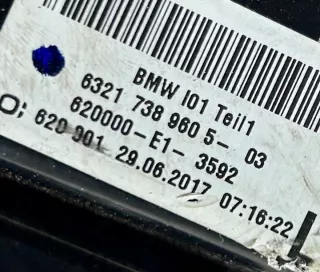 BMW I01 Teil1
6321 738 960 5- 03
620000-E1- 3592
O; 620 901 29.06.2017 07:16:22